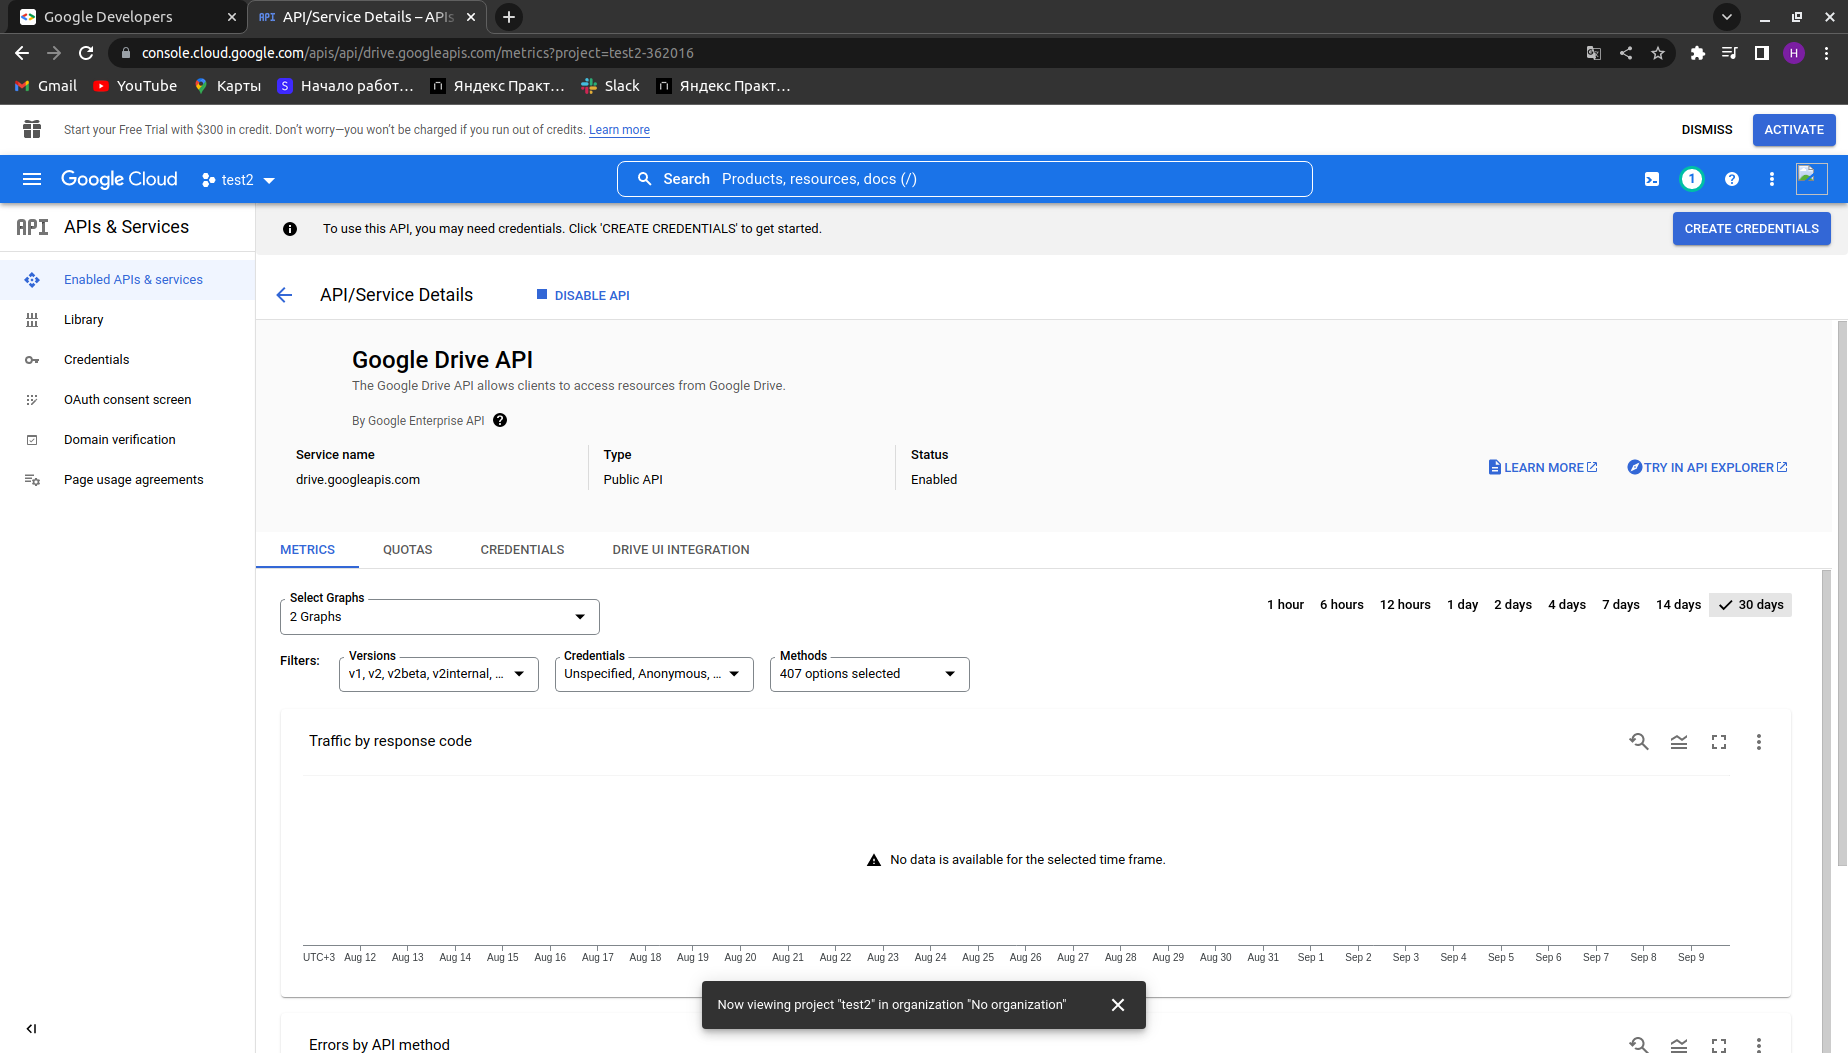 Google Developers
API API/Service Details – APIs
console.cloud.google.com/apis/api/drive.googleapis.com/metrics?project=test2-362016
H
Gmail YouTube Карты S Начало работ… Яндекс Практ… Slack Яндекс Практ…
Start your Free Trial with $300 in credit. Don't worry—you won't be charged if you run out of credits. Learn more
DISMISS ACTIVATE
Google Cloud test2 Search Products, resources, docs (/) 1
API APIs & Services
To use this API, you may need credentials. Click 'CREATE CREDENTIALS' to get started.
CREATE CREDENTIALS
Enabled APIs & services
Library
Credentials
OAuth consent screen
Domain verification
Page usage agreements
API/Service Details DISABLE API
Google Drive API
The Google Drive API allows clients to access resources from Google Drive.
By Google Enterprise API
Service name Type Status
drive.googleapis.com Public API Enabled
LEARN MORE TRY IN API EXPLORER
METRICS QUOTAS CREDENTIALS DRIVE UI INTEGRATION
Select Graphs
2 Graphs
1 hour 6 hours 12 hours 1 day 2 days 4 days 7 days 14 days 30 days
Filters:
Versions
v1, v2, v2beta, v2internal, ...
Credentials
Unspecified, Anonymous, ...
Methods
407 options selected
Traffic by response code
No data is available for the selected time frame.
UTC+3 Aug 12 Aug 13 Aug 14 Aug 15 Aug 16 Aug 17 Aug 18 Aug 19 Aug 20 Aug 21 Aug 22 Aug 23 Aug 24 Aug 25 Aug 26 Aug 27 Aug 28 Aug 29 Aug 30 Aug 31 Sep 1 Sep 2 Sep 3 Sep 4 Sep 5 Sep 6 Sep 7 Sep 8 Sep 9
Now viewing project "test2" in organization "No organization"
Errors by API method